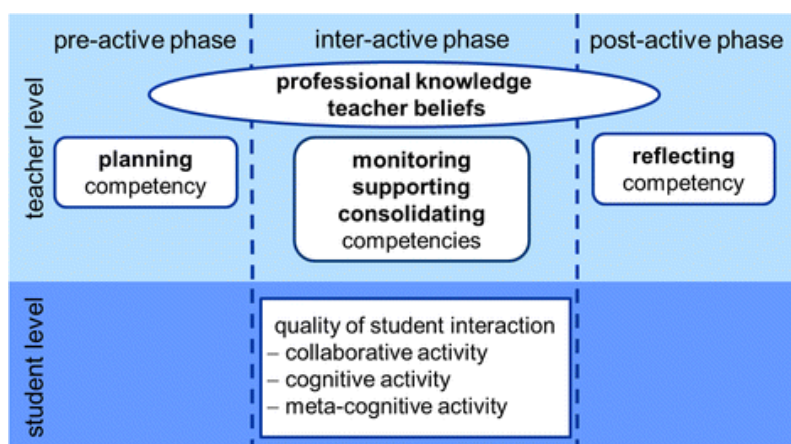 pre-active phase
inter-active phase
post-active phase
teacher level
professional knowledge
teacher beliefs
planning
competency
monitoring
supporting
consolidating
competencies
reflecting
competency
student level
quality of student interaction
– collaborative activity
– cognitive activity
– meta-cognitive activity